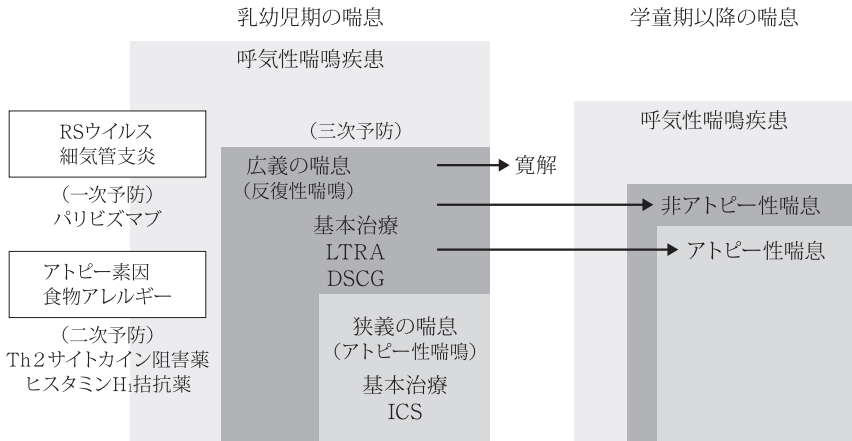 乳幼児期の喘息
学童期以降の喘息
呼気性喘鳴疾患
RSウイルス
細気管支炎
(一次予防)
パリビズマブ
アトピー素因
食物アレルギー
(二次予防)
Th2サイトカイン阻害薬
ヒスタミンH₁拮抗薬
(三次予防)
広義の喘息
(反復性喘鳴)
寛解
基本治療
LTRA
DSCG
狭義の喘息
(アトピー性喘鳴)
基本治療
ICS
呼気性喘鳴疾患
非アトピー性喘息
アトピー性喘息